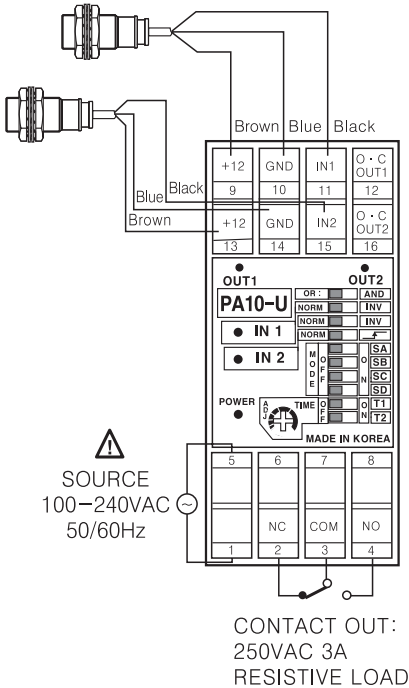 Brown Blue Black
+12 GND IN1 O·C OUT1
9 10 11 12
Black
Blue
Brown
+12 GND IN2 O·C OUT2
13 14 15 16
OUT1 OUT2
PA10-U
OR : AND
NORM INV
NORM INV
NORM
IN 1
IN 2
MODE OFF ON
SA
SB
SC
SD
POWER
ADJ TIME OFF ON
T1
T2
MADE IN KOREA
5 6 7 8
SOURCE
100-240VAC ~
50/60Hz
NC COM NO
1 2 3 4
CONTACT OUT:
250VAC 3A
RESISTIVE LOAD